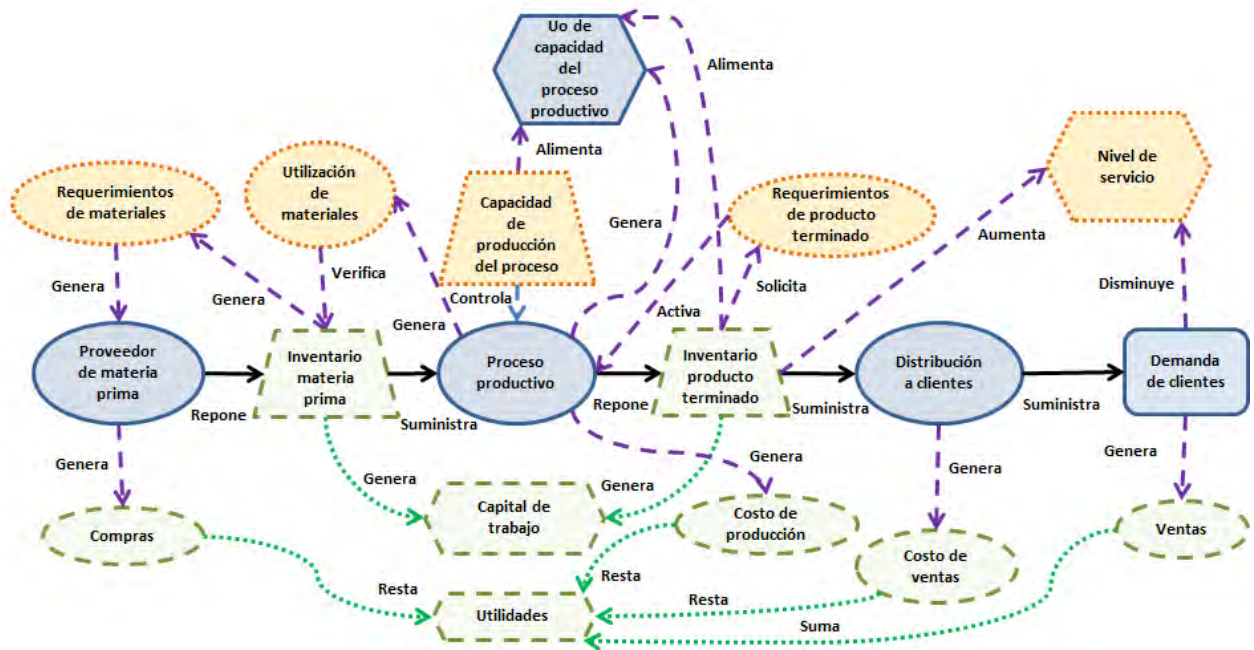 Uo de
capacidad
del
proceso
productivo
Alimenta
Alimenta
Nivel de
servicio
Requerimientos
de materiales
Utilización
de
materiales
Capacidad
de
producción
del proceso
Genera
Requerimientos
de producto
terminado
Aumenta
Genera
Genera
Verifica
Genera
Controla
Activa
Solicita
Disminuye
Proveedor
de materia
prima
Repone
Inventario
materia
prima
Suministra
Proceso
productivo
Repone
Inventario
producto
terminado
Suministra
Distribución
a clientes
Suministra
Demanda
de clientes
Genera
Genera
Genera
Genera
Genera
Genera
Compras
Capital de
trabajo
Costo de
producción
Costo de
ventas
Ventas
Resta
Utilidades
Resta
Resta
Suma